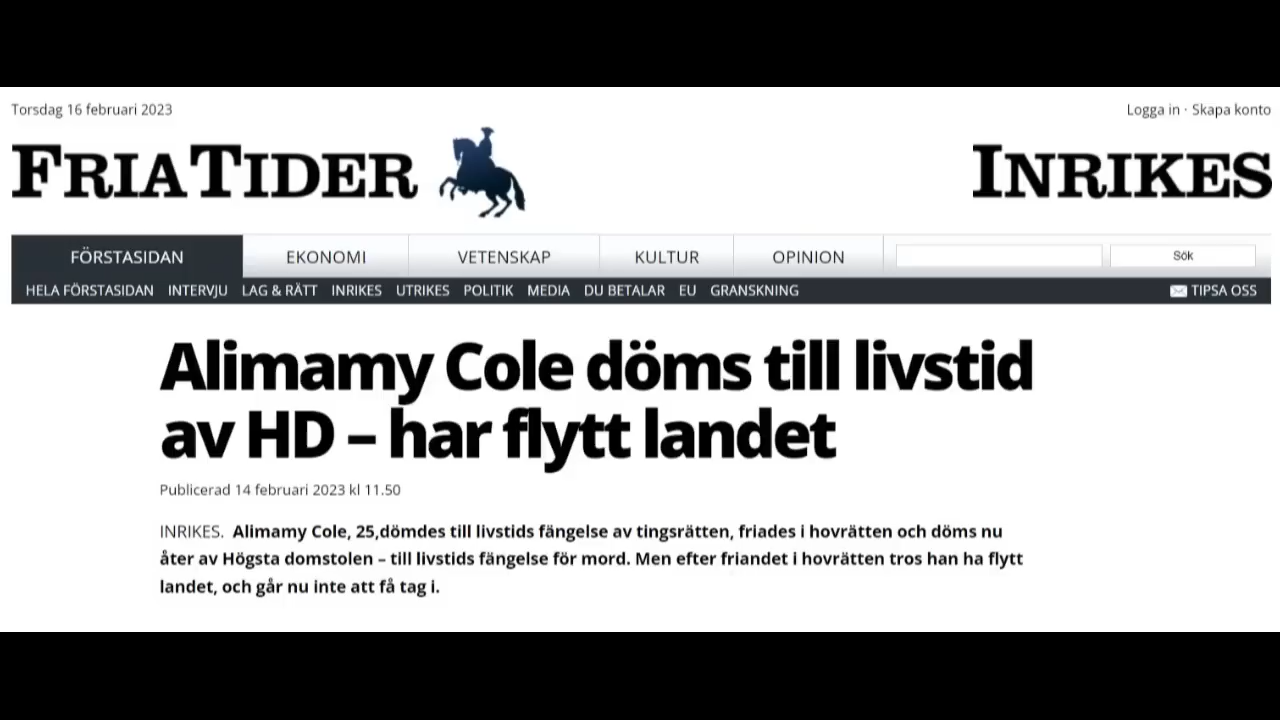 Torsdag 16 februari 2023
Logga in · Skapa konto
FRIA TIDER
INRIKES
FÖRSTASIDAN EKONOMI VETENSKAP KULTUR OPINION Sök
HELA FÖRSTASIDAN INTERVJU LAG & RÄTT INRIKES UTRIKES POLITIK MEDIA DU BETALAR EU GRANSKNING TIPSA OSS
Alimamy Cole döms till livstid
av HD – har flytt landet
Publicerad 14 februari 2023 kl 11.50
INRIKES. Alimamy Cole, 25,dömdes till livstids fängelse av tingsrätten, friades i hovrätten och döms nu
åter av Högsta domstolen – till livstids fängelse för mord. Men efter friandet i hovrätten tros han ha flytt
landet, och går nu inte att få tag i.